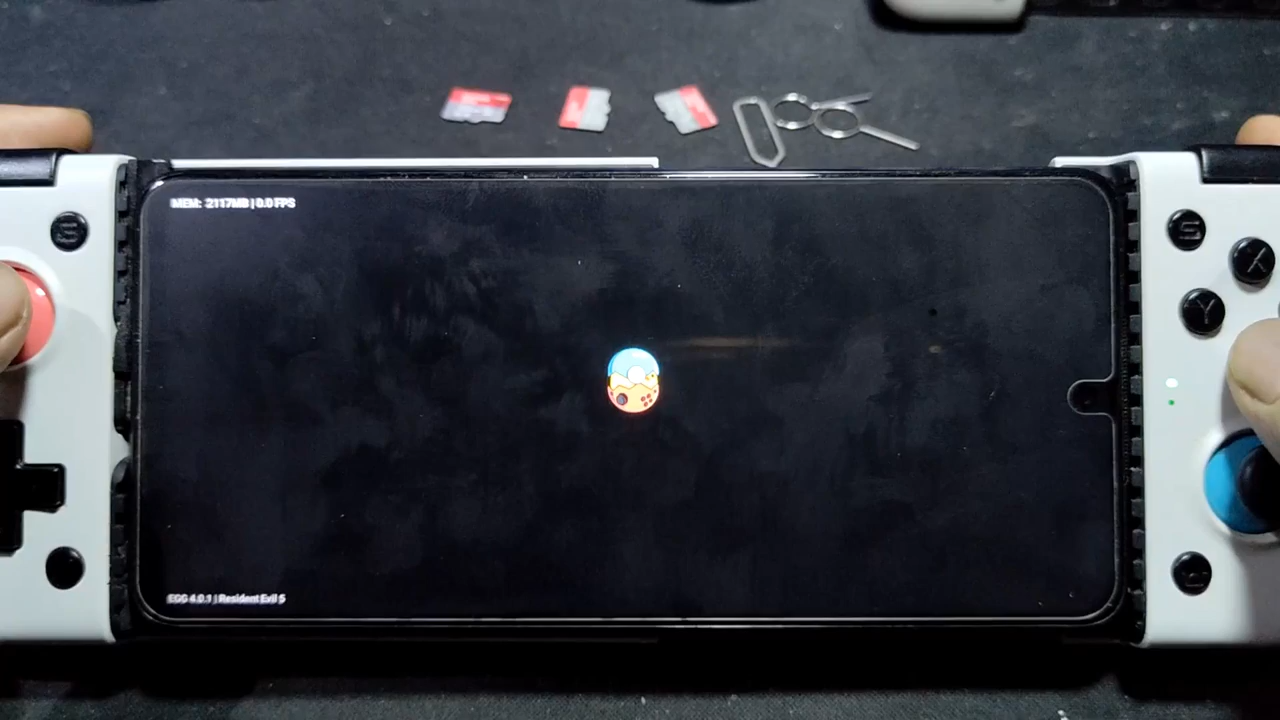 MEM: 2117MB | 0.0 FPS
S
S
X
Y
EGG 4.0.1 | Resident Evil 5